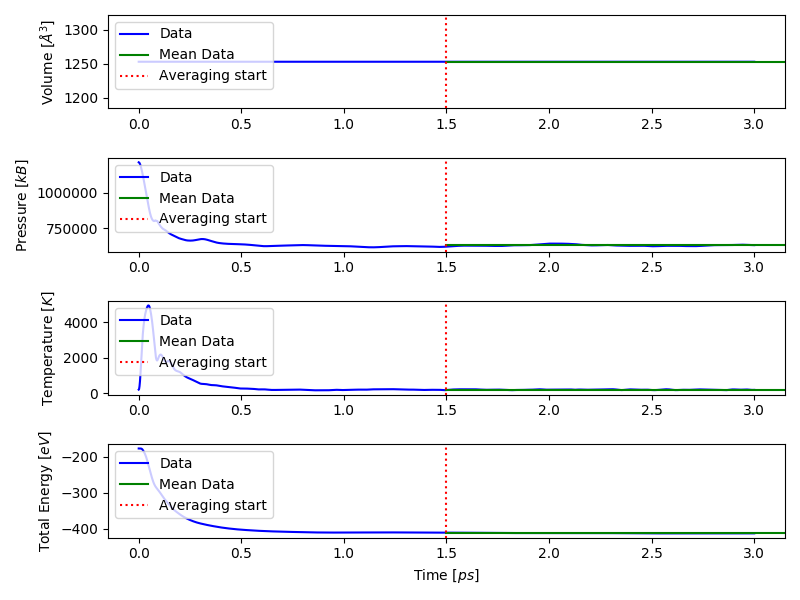 Volume [Å³]
1300
1250
1200
Data
Mean Data
Averaging start
0.0 0.5 1.0 1.5 2.0 2.5 3.0
Pressure [kB]
1000000
750000
Data
Mean Data
Averaging start
0.0 0.5 1.0 1.5 2.0 2.5 3.0
Temperature [K]
4000
2000
0
Data
Mean Data
Averaging start
0.0 0.5 1.0 1.5 2.0 2.5 3.0
Total Energy [eV]
−200
−300
−400
Data
Mean Data
Averaging start
0.0 0.5 1.0 1.5 2.0 2.5 3.0
Time [ps]